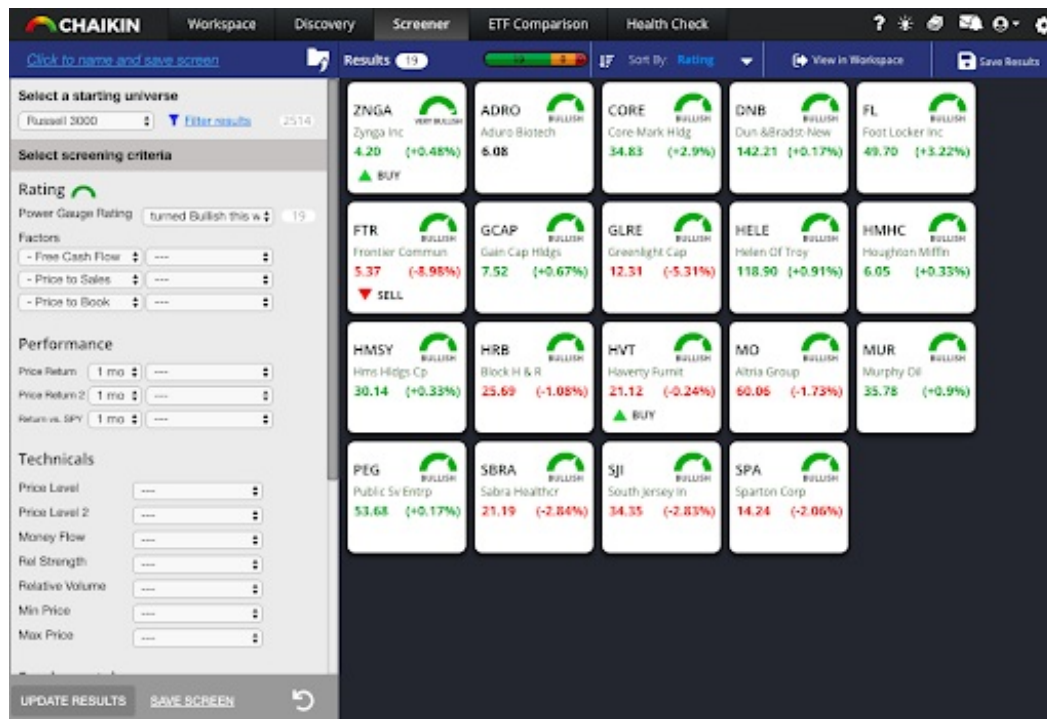 CHAIKIN Workspace Discovery Screener ETF Comparison Health Check ?
Click to name and save screen Results 19 Sort By: Rating View in Workspace Save Results
Select a starting universe
Russell 3000 Filter results 2514
Select screening criteria
Rating
Power Gauge Rating turned Bullish this w 19
Factors
- Free Cash Flow ---
- Price to Sales ---
- Price to Book ---
Performance
Price Return 1 mo ---
Price Return 2 1 mo ---
Return vs. SPY 1 mo ---
Technicals
Price Level ---
Price Level 2 ---
Money Flow ---
Rel Strength ---
Relative Volume ---
Min Price ---
Max Price ---
UPDATE RESULTS SAVE SCREEN
ZNGA VERY BULLISH
Zynga Inc
4.20 (+0.48%)
BUY
ADRO BULLISH
Aduro Biotech
6.08
CORE BULLISH
Core-Mark Hldg
34.83 (+2.9%)
DNB BULLISH
Dun &Bradst-New
142.21 (+0.17%)
FL BULLISH
Foot Locker Inc
49.70 (+3.22%)
FTR BULLISH
Frontier Commun
5.37 (-8.98%)
SELL
GCAP BULLISH
Gain Cap Hldgs
7.52 (+0.67%)
GLRE BULLISH
Greenlight Cap
12.31 (-5.31%)
HELE BULLISH
Helen Of Troy
118.90 (+0.91%)
HMHC BULLISH
Houghton Mifflin
6.05 (+0.33%)
HMSY BULLISH
Hms Hldgs Cp
30.14 (+0.33%)
HRB BULLISH
Block H & R
25.69 (-1.08%)
HVT BULLISH
Haverty Furnit
21.12 (-0.24%)
BUY
MO BULLISH
Altria Group
60.06 (-1.73%)
MUR BULLISH
Murphy Oil
35.78 (+0.9%)
PEG BULLISH
Public Sv Entrp
53.68 (+0.17%)
SBRA BULLISH
Sabra Healthcr
21.19 (-2.84%)
SJI BULLISH
South Jersey In
34.35 (-2.83%)
SPA BULLISH
Sparton Corp
14.24 (-2.06%)